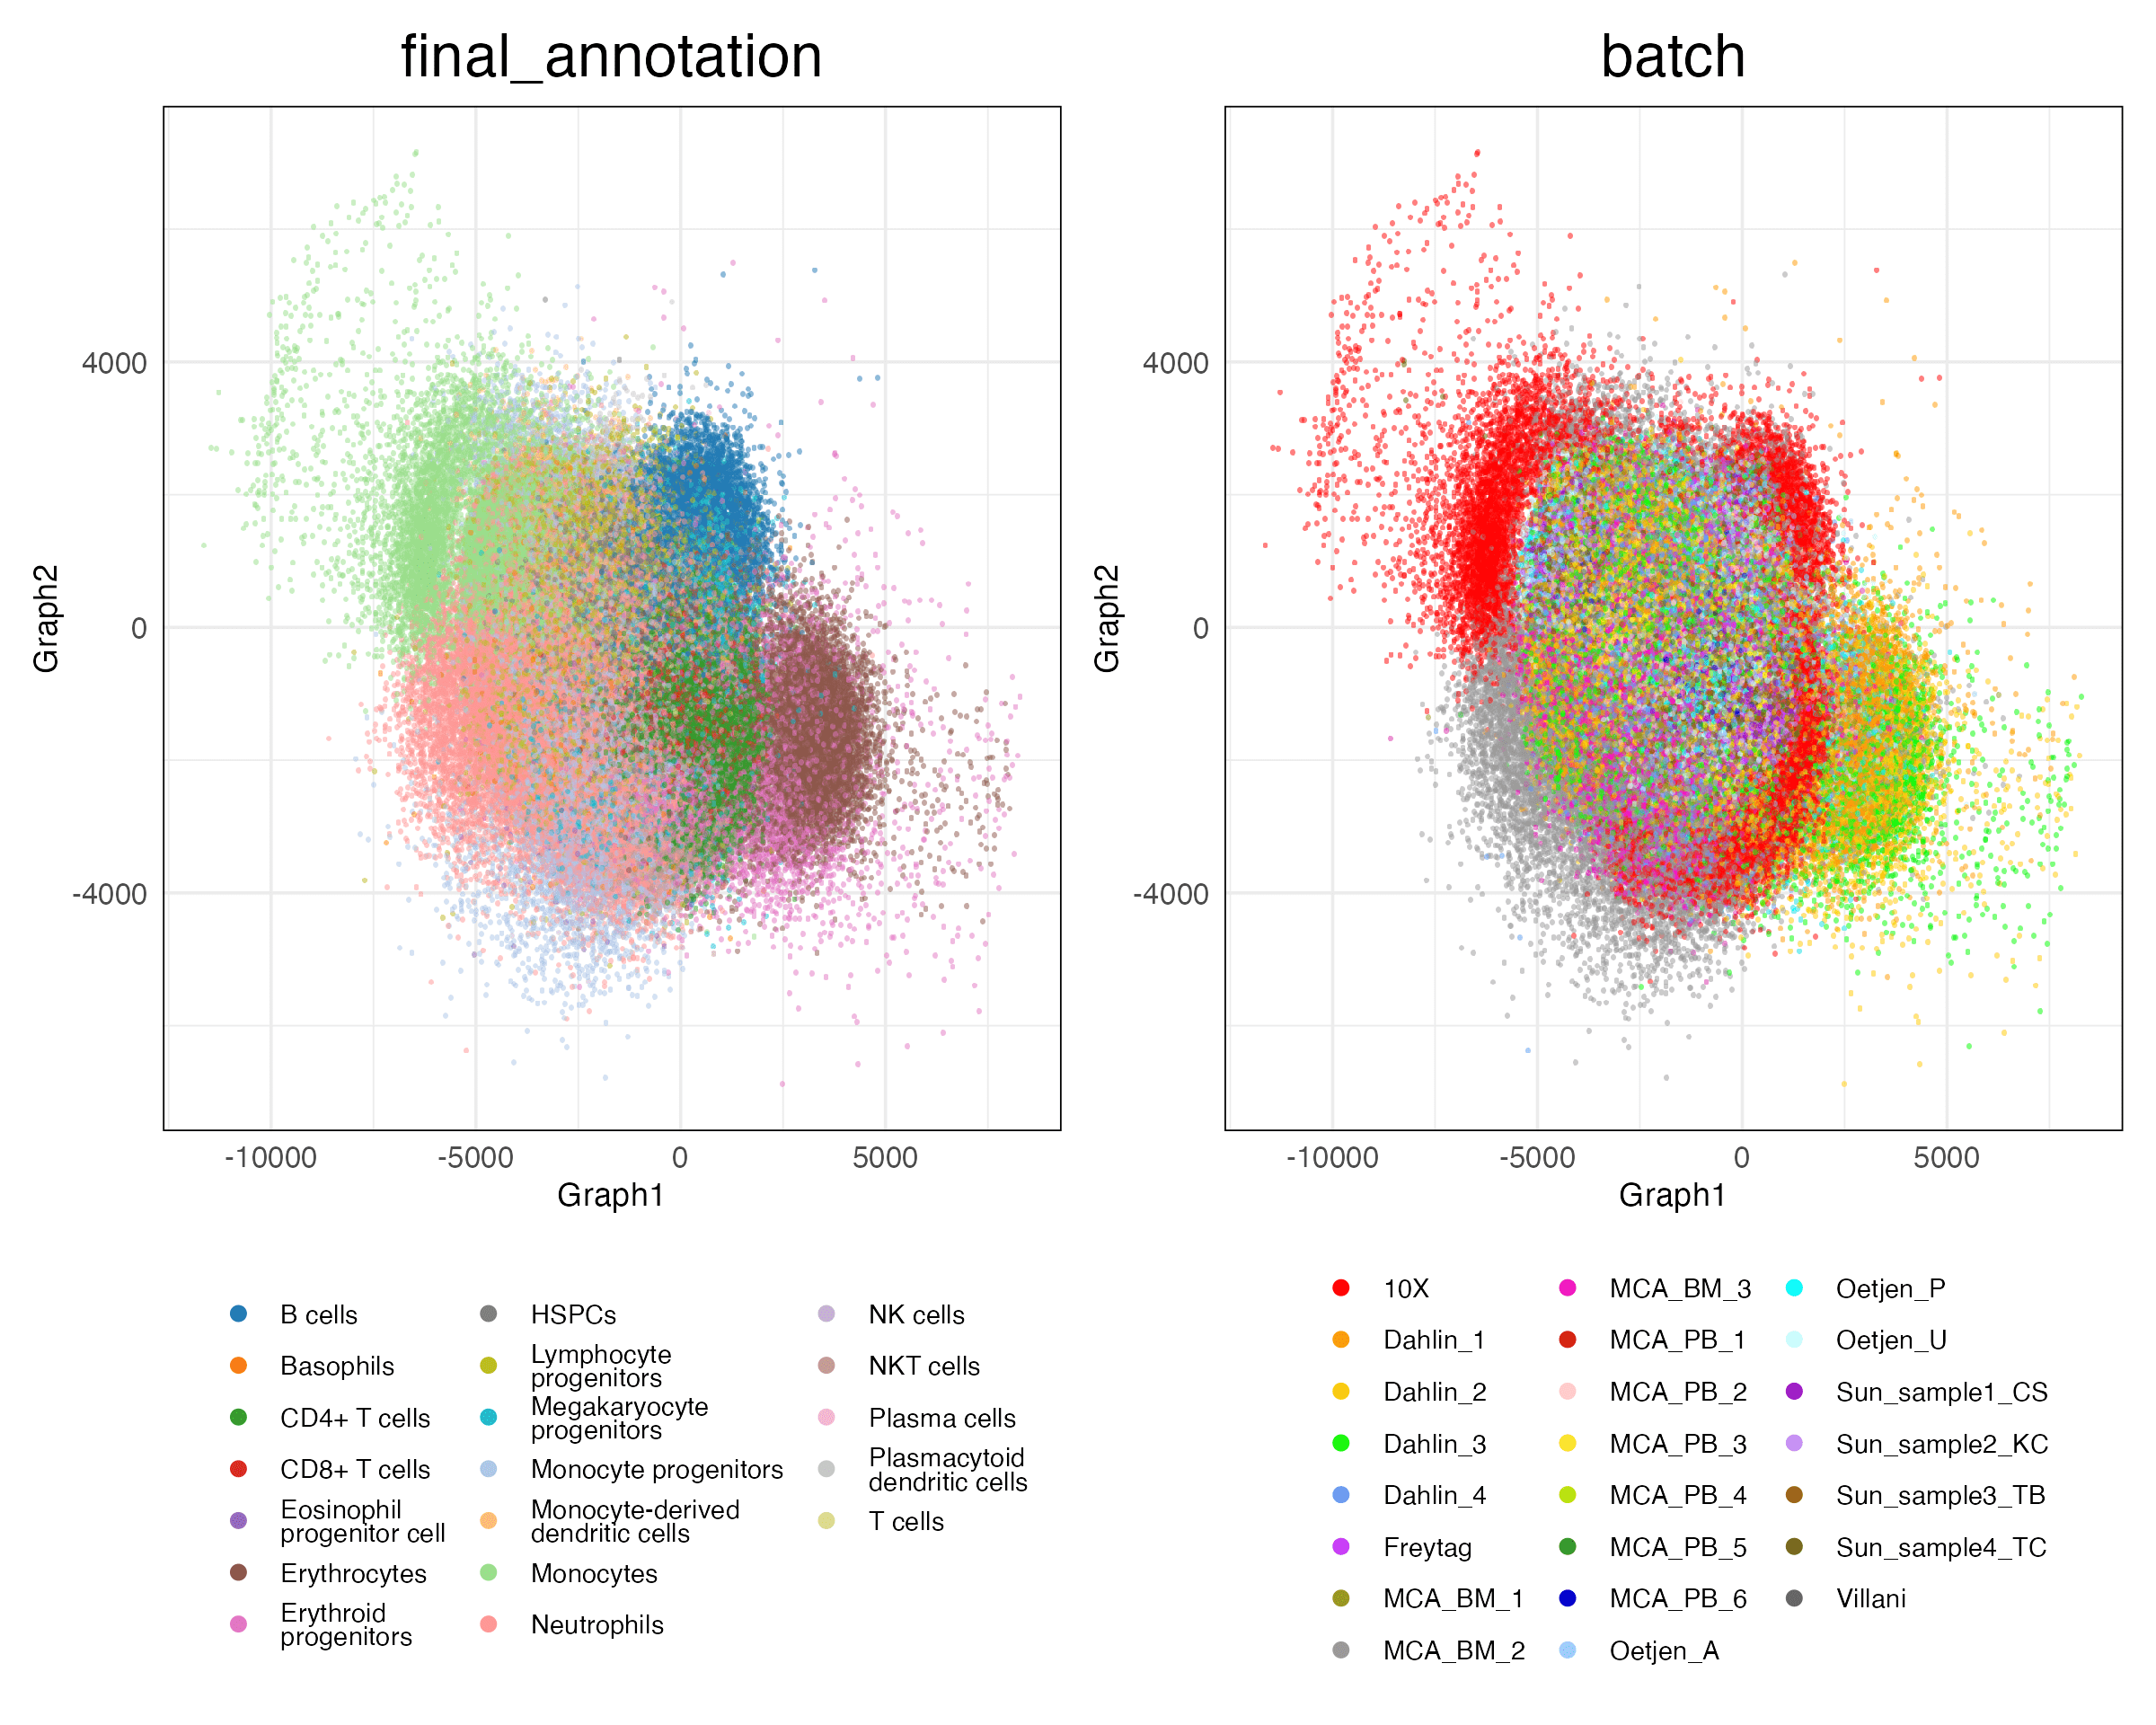 final_annotation
batch
4000
0
-4000
Graph2
-10000
-5000
0
5000
Graph1
4000
0
-4000
Graph2
-10000
-5000
0
5000
Graph1
B cells
Basophils
CD4+ T cells
CD8+ T cells
Eosinophil
progenitor cell
Erythrocytes
Erythroid
progenitors
HSPCs
Lymphocyte
progenitors
Megakaryocyte
progenitors
Monocyte progenitors
Monocyte-derived
dendritic cells
Monocytes
Neutrophils
NK cells
NKT cells
Plasma cells
Plasmacytoid
dendritic cells
T cells
10X
Dahlin_1
Dahlin_2
Dahlin_3
Dahlin_4
Freytag
MCA_BM_1
MCA_BM_2
MCA_BM_3
MCA_PB_1
MCA_PB_2
MCA_PB_3
MCA_PB_4
MCA_PB_5
MCA_PB_6
Oetjen_A
Oetjen_P
Oetjen_U
Sun_sample1_CS
Sun_sample2_KC
Sun_sample3_TB
Sun_sample4_TC
Villani